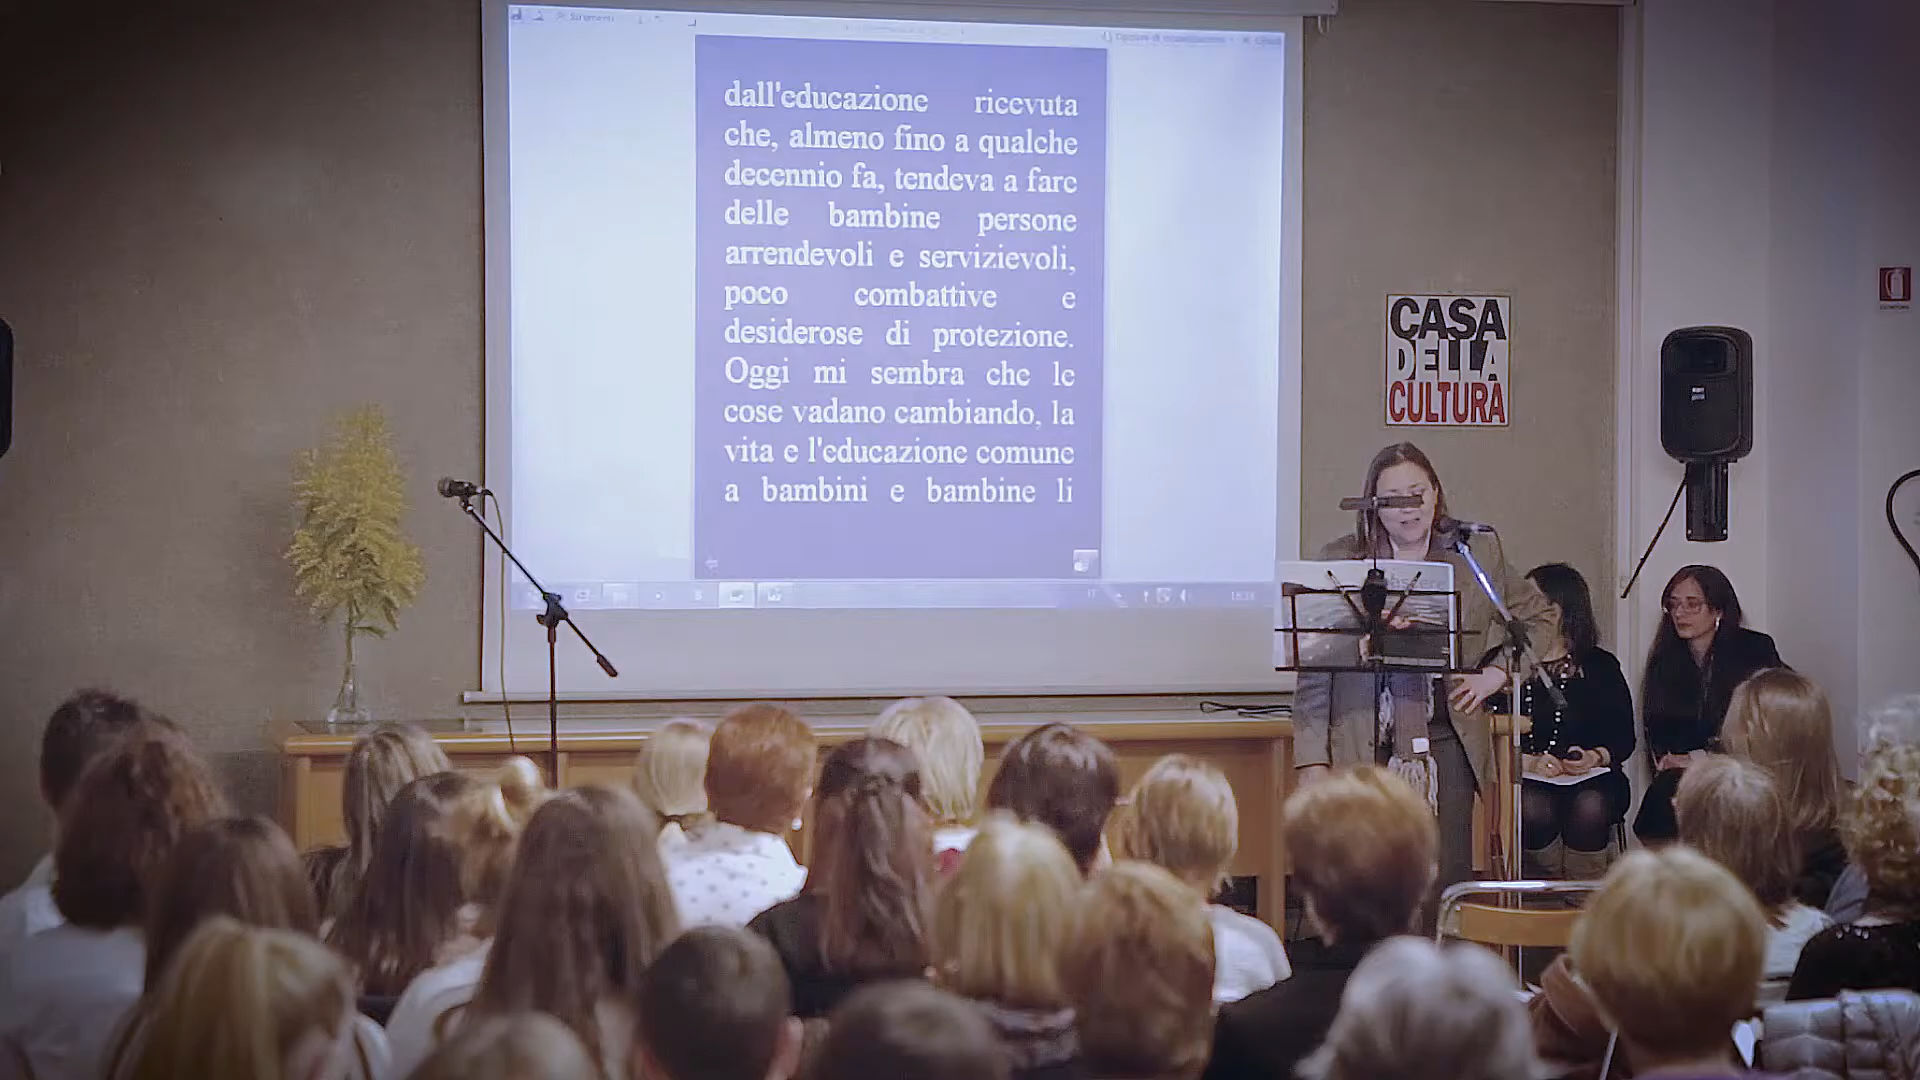 Strumenti
dall'educazione ricevuta
che, almeno fino a qualche
decennio fa, tendeva a fare
delle bambine persone
arrendevoli e servizievoli,
poco combattive e
desiderose di protezione.
Oggi mi sembra che le
cose vadano cambiando, la
vita e l'educazione comune
a bambini e bambine li
CASA
DELLA
CULTURA